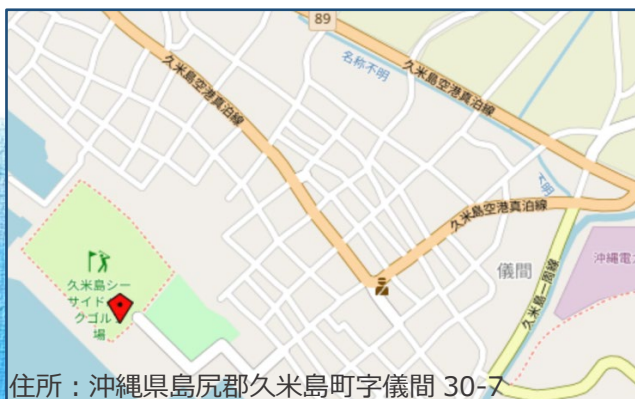 89
久米島空港真泊線
名称不明
久米島空港真泊線
不明
久米島空港真泊線
儀間
沖縄電
久米島一周線
久米島シー
サイド
クゴルフ
場
住所：沖縄県島尻郡久米島町字儀間 30-7